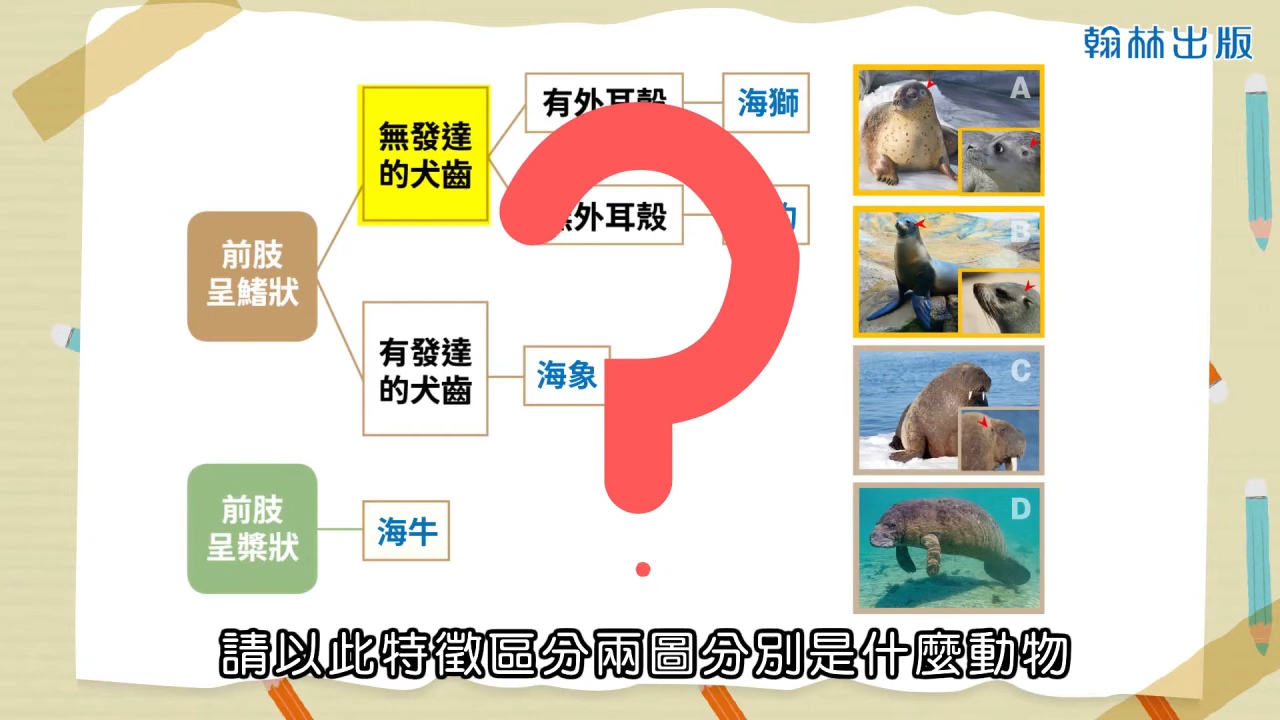 翰林出版
無發達
的犬齒
有外耳殼
海獅
外耳殼
前肢
呈鰭狀
有發達
的犬齒
海象
前肢
呈槳狀
海牛
A
B
C
D
請以此特徵區分兩圖分別是什麼動物